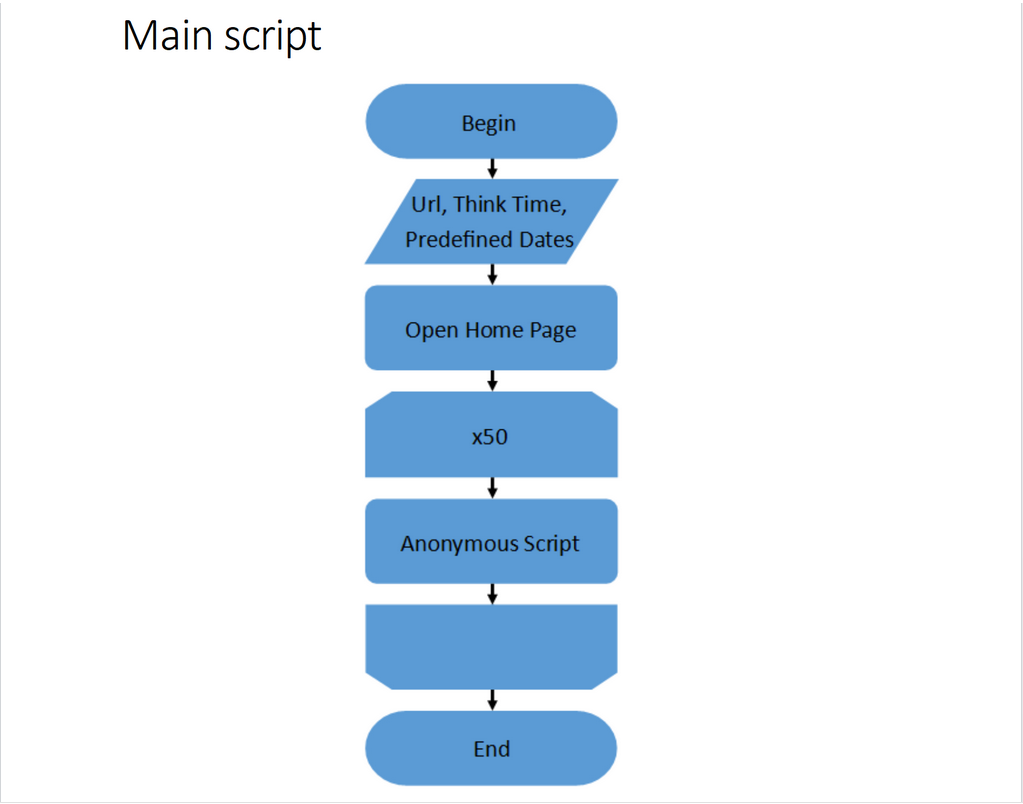 Main script
Begin
Url, Think Time,
Predefined Dates
Open Home Page
x50
Anonymous Script
End